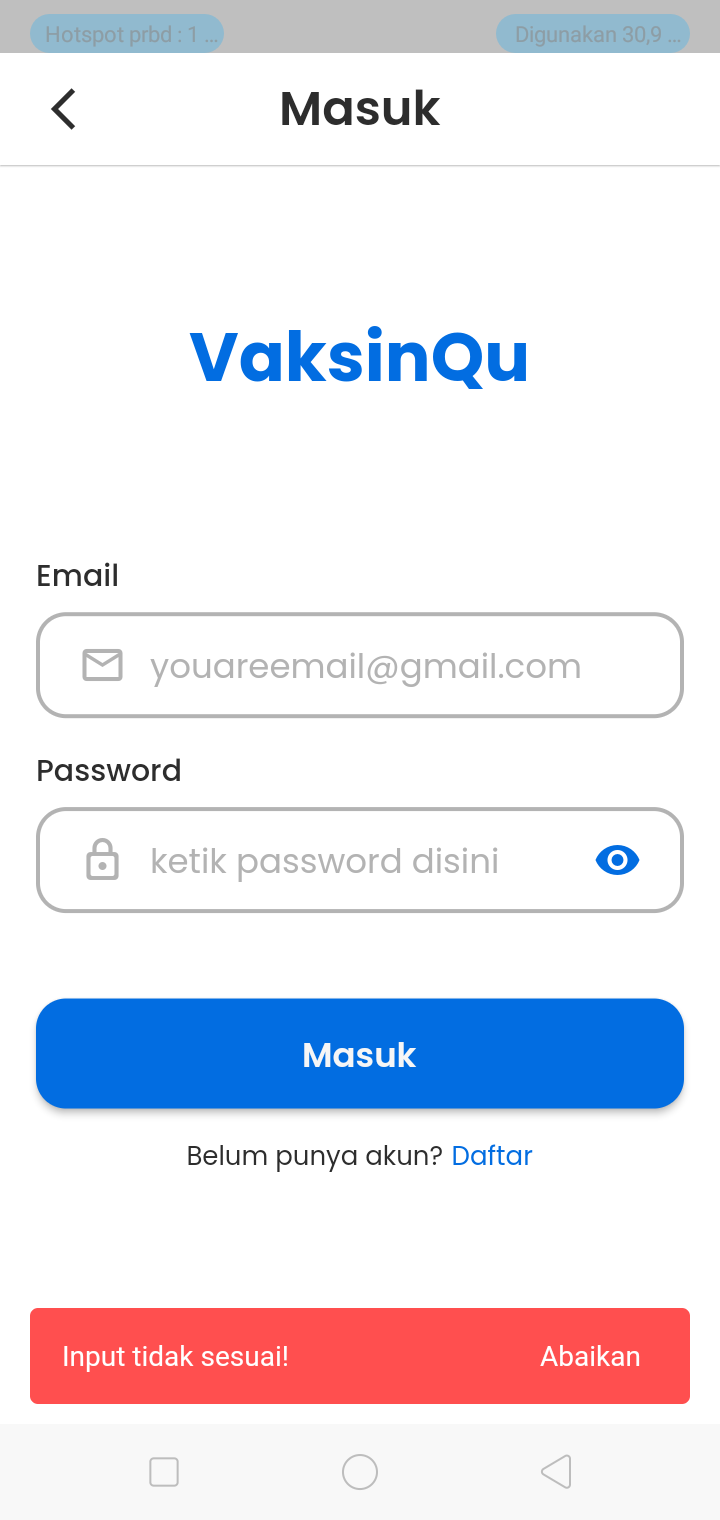 Hotspot prbd : 1 ... Digunakan 30,9 ...
Masuk
VaksinQu
Email
youareemail@gmail.com
Password
ketik password disini
Masuk
Belum punya akun? Daftar
Input tidak sesuai! Abaikan